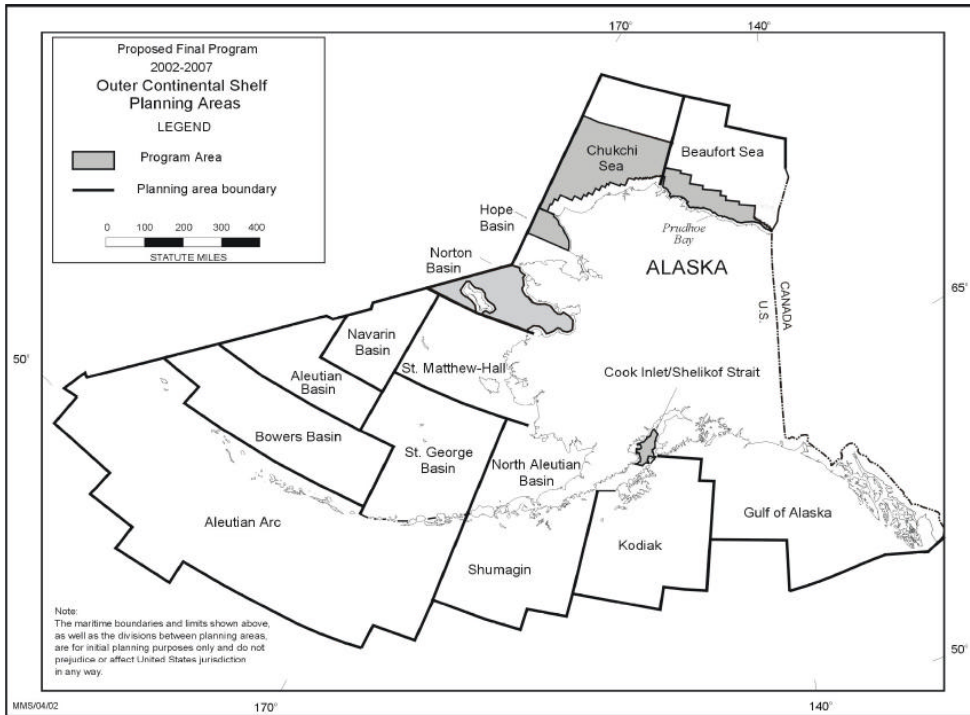 Proposed Final Program
2002-2007
Outer Continental Shelf
Planning Areas
LEGEND
Program Area
Planning area boundary
0 100 200 300 400
STATUTE MILES
170°
140°
Chukchi
Sea
Beaufort Sea
Hope
Basin
Prudhoe
Bay
Norton
Basin
ALASKA
CANADA
U.S.
65°
50°
Navarin
Basin
St. Matthew-Hall
Aleutian
Basin
Cook Inlet/Shelikof Strait
Bowers Basin
St. George
Basin
North Aleutian
Basin
Aleutian Arc
Gulf of Alaska
Kodiak
Shumagin
Note:
The maritime boundaries and limits shown above,
as well as the divisions between planning areas,
are for initial planning purposes only and do not
prejudice or affect United States jurisdiction
in any way.
50°
MMS/04/02
170°
140°